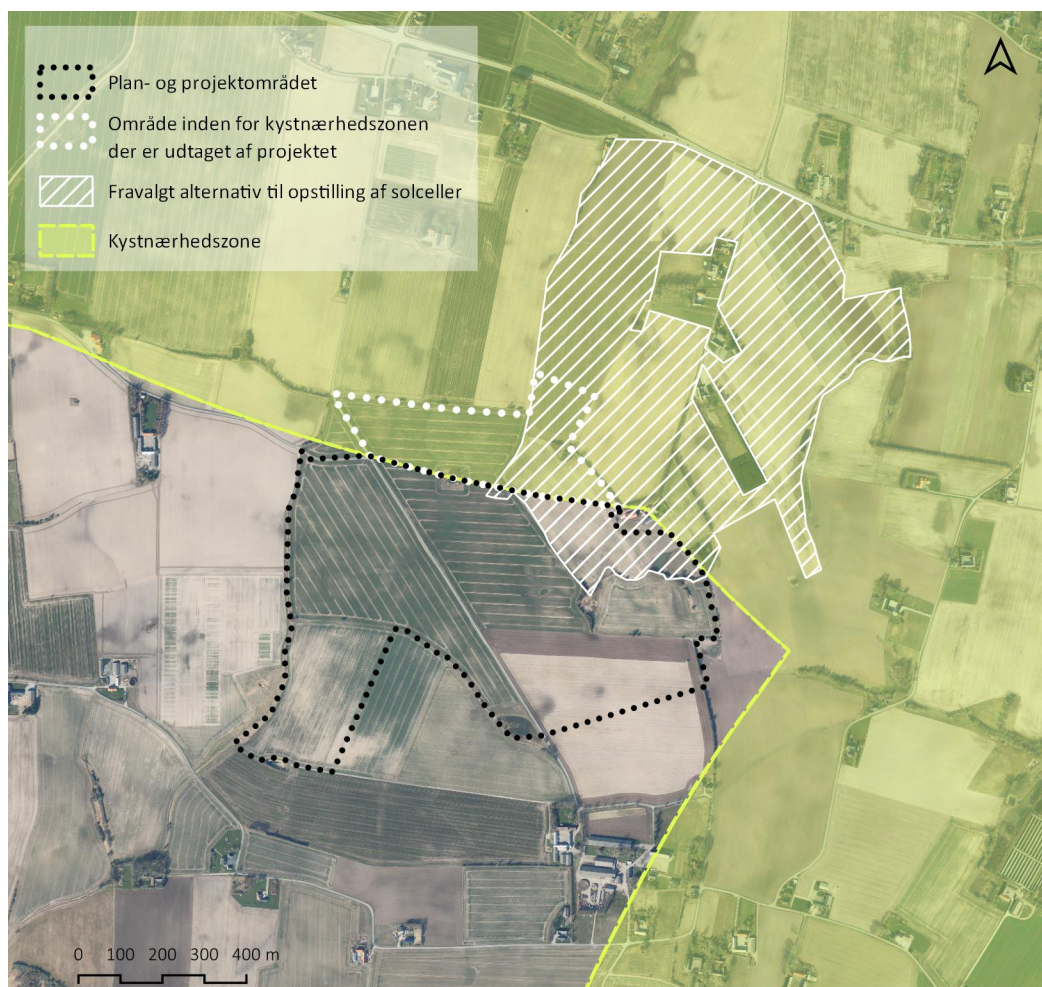 Plan- og projektområdet
Område inden for kystnærhedszonen
der er udtaget af projektet
Fravalgt alternativ til opstilling af solceller
Kystnærhedszone
0 100 200 300 400 m